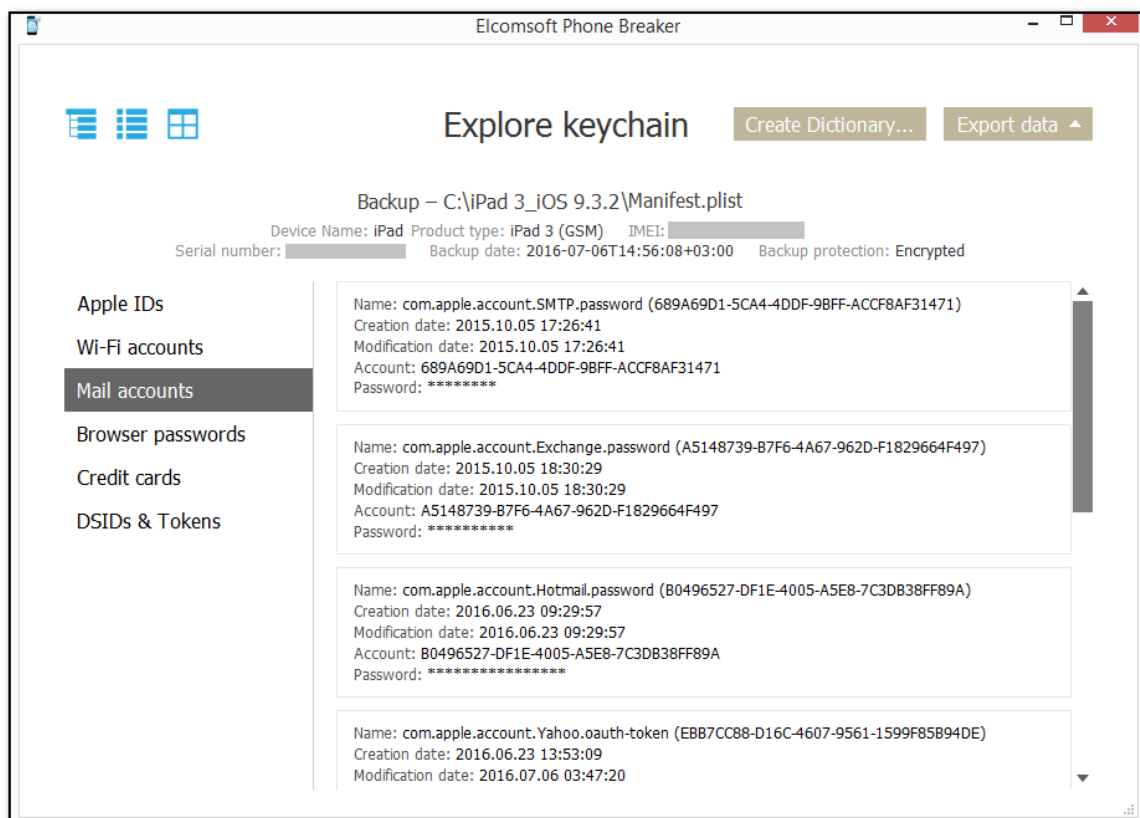 Elcomsoft Phone Breaker
Explore keychain
Create Dictionary...
Export data
Backup – C:\iPad 3_iOS 9.3.2\Manifest.plist
Device Name: iPad Product type: iPad 3 (GSM) IMEI:
Serial number: Backup date: 2016-07-06T14:56:08+03:00 Backup protection: Encrypted
Apple IDs
Wi-Fi accounts
Mail accounts
Browser passwords
Credit cards
DSIDs & Tokens
Name: com.apple.account.SMTP.password (689A69D1-5CA4-4DDF-9BFF-ACCF8AF31471)
Creation date: 2015.10.05 17:26:41
Modification date: 2015.10.05 17:26:41
Account: 689A69D1-5CA4-4DDF-9BFF-ACCF8AF31471
Password: ********
Name: com.apple.account.Exchange.password (A5148739-B7F6-4A67-962D-F1829664F497)
Creation date: 2015.10.05 18:30:29
Modification date: 2015.10.05 18:30:29
Account: A5148739-B7F6-4A67-962D-F1829664F497
Password: **********
Name: com.apple.account.Hotmail.password (B0496527-DF1E-4005-A5E8-7C3DB38FF89A)
Creation date: 2016.06.23 09:29:57
Modification date: 2016.06.23 09:29:57
Account: B0496527-DF1E-4005-A5E8-7C3DB38FF89A
Password: ****************
Name: com.apple.account.Yahoo.oauth-token (EBB7CC88-D16C-4607-9561-1599F85B94DE)
Creation date: 2016.06.23 13:53:09
Modification date: 2016.07.06 03:47:20